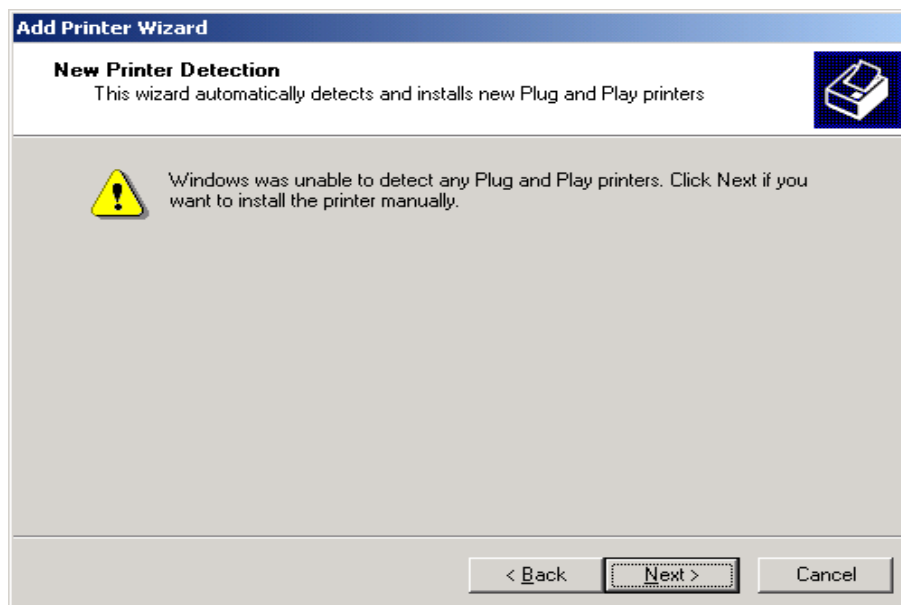 Add Printer Wizard
New Printer Detection
This wizard automatically detects and installs new Plug and Play printers
Windows was unable to detect any Plug and Play printers. Click Next if you
want to install the printer manually.
< Back
Next >
Cancel